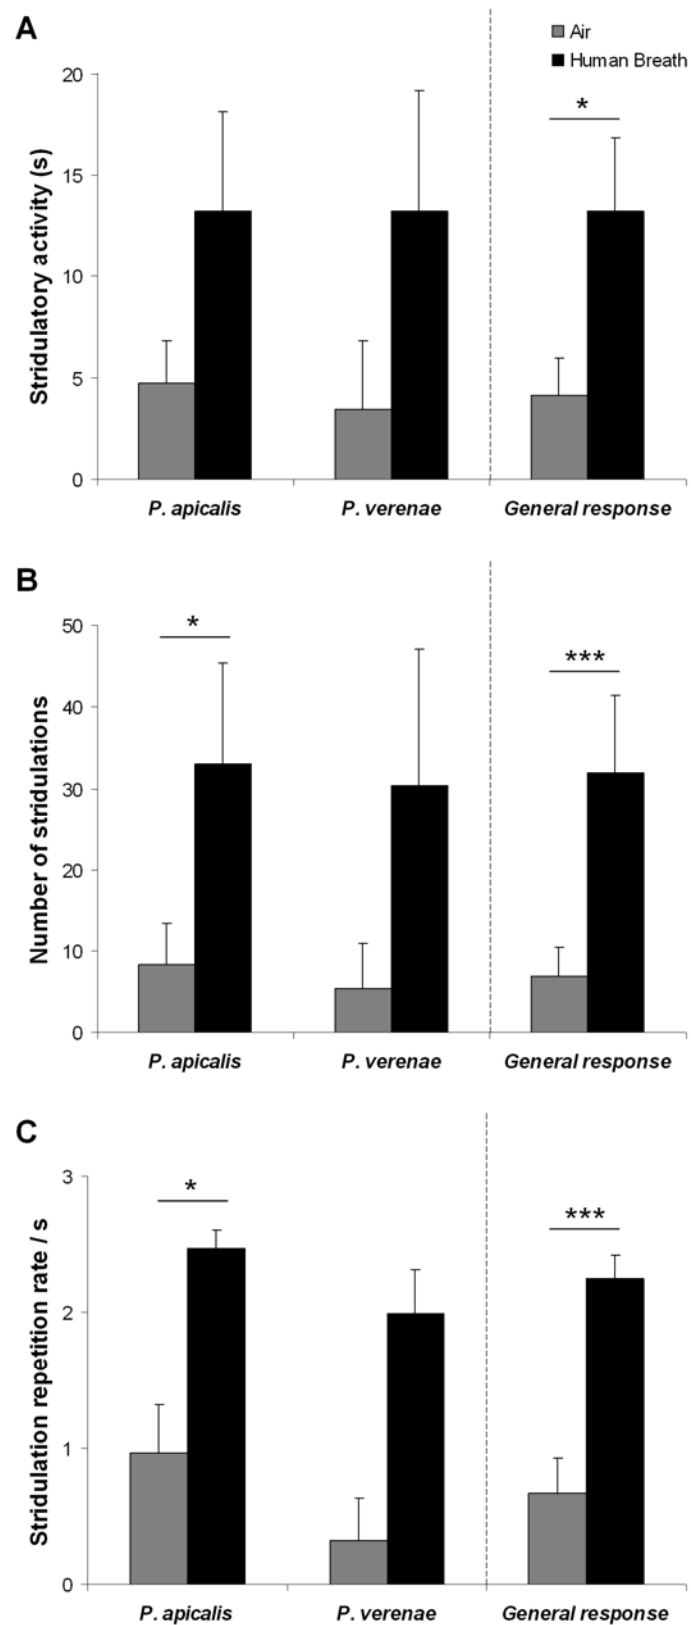 A
Air
Human Breath
Stridulatory activity (s)
20
15
10
5
0
*
P. apicalis
P. verenae
General response
B
Number of stridulations
50
40
30
20
10
0
*
***
P. apicalis
P. verenae
General response
C
Stridulation repetition rate / s
3
2
1
0
*
***
P. apicalis
P. verenae
General response